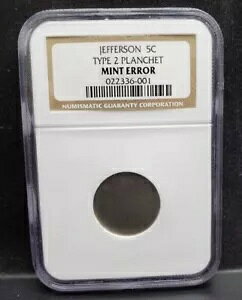 JEFFERSON 5C
TYPE 2 PLANCHET
MINT ERROR
022336-001
NUMISMATIC GUARANTY CORPORATION